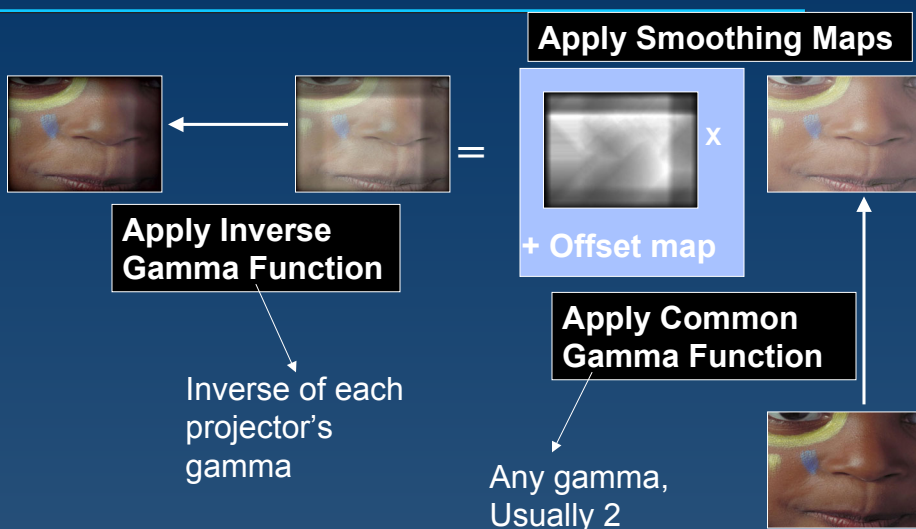 Apply Smoothing Maps
=
x
+ Offset map
Apply Inverse
Gamma Function
Apply Common
Gamma Function
Inverse of each
projector's
gamma
Any gamma,
Usually 2